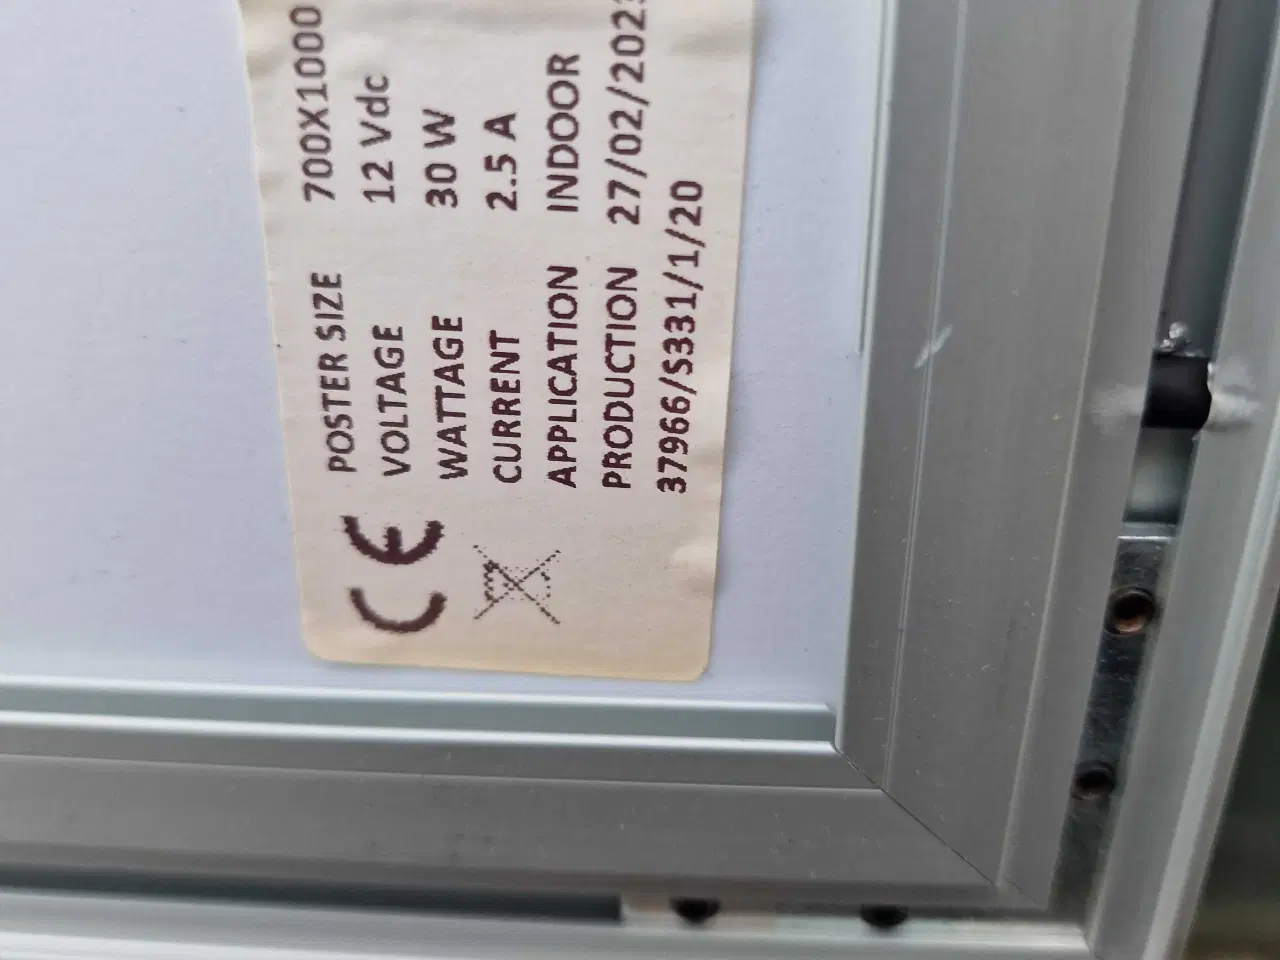 CE
POSTER SIZE 700X1000
VOLTAGE 12 Vdc
WATTAGE 30 W
CURRENT 2.5 A
APPLICATION INDOOR
PRODUCTION 27/02/202
37966/S331/1/20